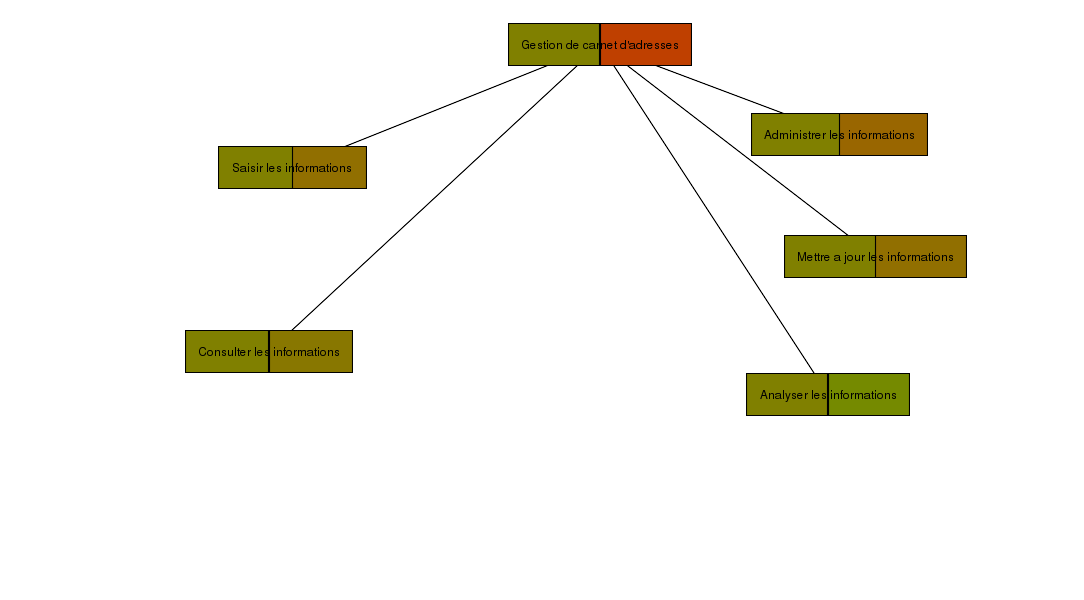 Gestion de carnet d'adresses
Administrer les informations
Saisir les informations
Mettre a jour les informations
Consulter les informations
Analyser les informations